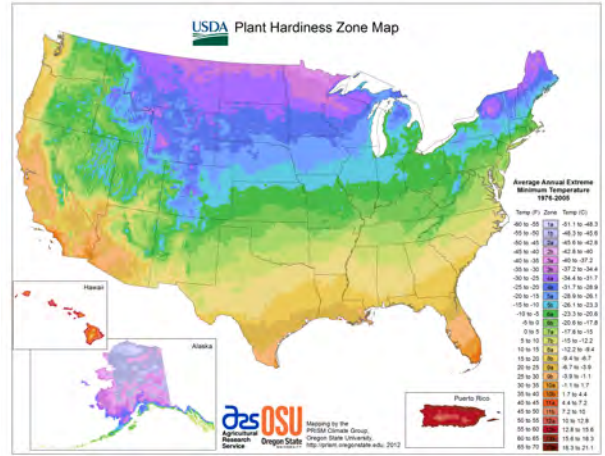 USDA Plant Hardiness Zone Map
Average Annual Extreme
Minimum Temperature
1976-2005
Temp (F) Zone Temp (C)
-60 to -55 1a -51.1 to -48.3
-55 to -50 1b -48.3 to -45.6
-50 to -45 2a -45.6 to -42.8
-45 to -40 2b -42.8 to -40
-40 to -35 3a -40 to -37.2
-35 to -30 3b -37.2 to -34.4
-30 to -25 4a -34.4 to -31.7
-25 to -20 4b -31.7 to -28.9
-20 to -15 5a -28.9 to -26.1
-15 to -10 5b -26.1 to -23.3
-10 to -5 6a -23.3 to -20.6
-5 to 0 6b -20.6 to -17.8
0 to 5 7a -17.8 to -15
5 to 10 7b -15 to -12.2
10 to 15 8a -12.2 to -9.4
15 to 20 8b -9.4 to -6.7
20 to 25 9a -6.7 to -3.9
25 to 30 9b -3.9 to -1.1
30 to 35 10a -1.1 to 1.7
35 to 40 10b 1.7 to 4.4
40 to 45 11a 4.4 to 7.2
45 to 50 11b 7.2 to 10
50 to 55 12a 10 to 12.8
55 to 60 12.8 to 15.6
60 to 65 15.6 to 18.3
65 to 70 18.3 to 21.1
Hawaii
Alaska
Puerto Rico
ars
Agricultural
Research
Service
OSU
Oregon State
Mapping by the
PRISM Climate Group,
Oregon State University,
http://prism.oregonstate.edu, 2012